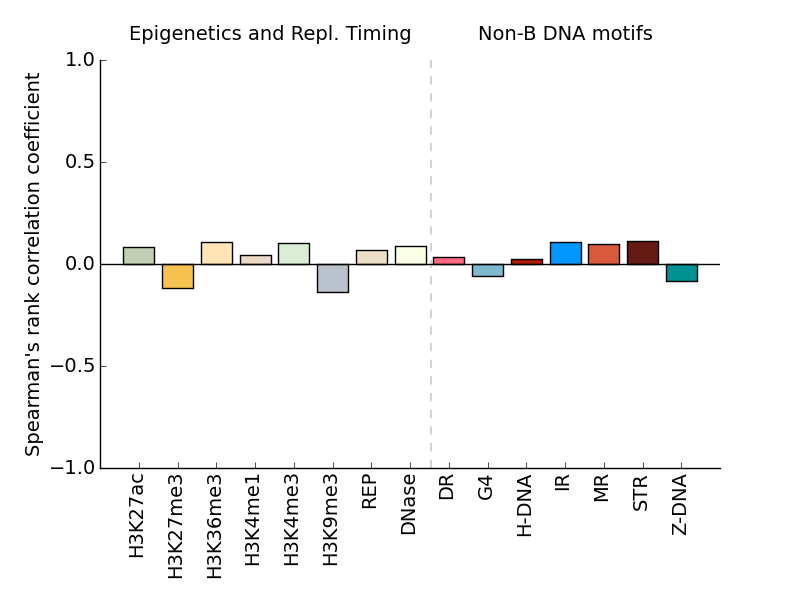 Epigenetics and Repl. Timing
Non-B DNA motifs
Spearman's rank correlation coefficient
1.0
0.5
0.0
−0.5
−1.0
H3K27ac
H3K27me3
H3K36me3
H3K4me1
H3K4me3
H3K9me3
REP
DNase
DR
G4
H-DNA
IR
MR
STR
Z-DNA